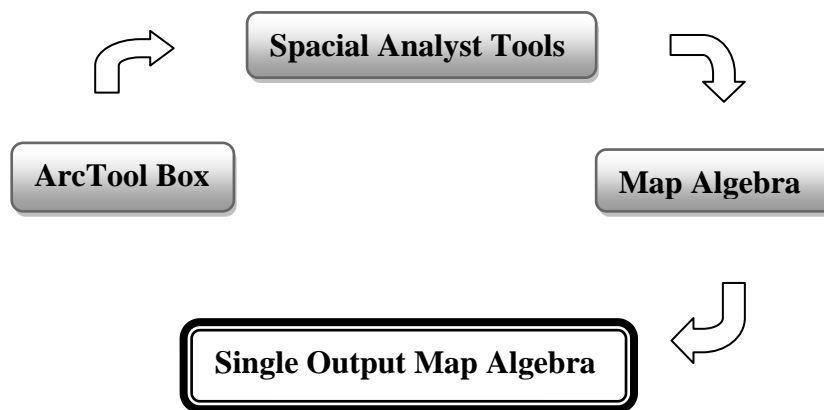 Spacial Analyst Tools
ArcTool Box
Map Algebra
Single Output Map Algebra